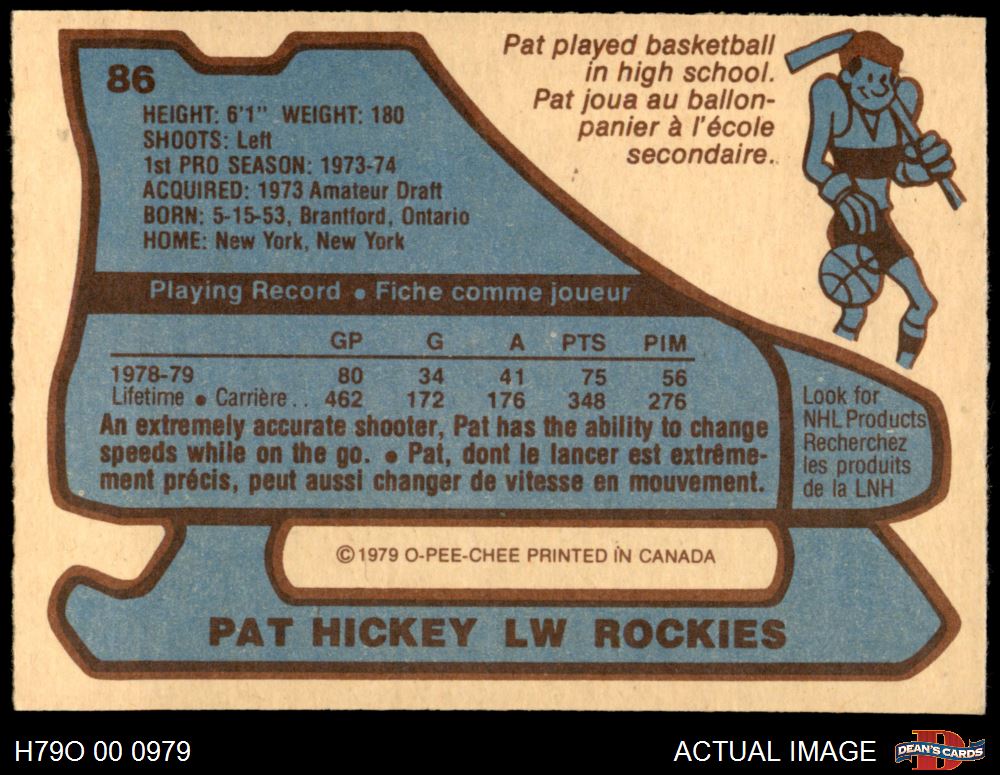 Pat played basketball
in high school.
Pat joua au ballon-
panier à l'école
secondaire.
86
HEIGHT: 6'1" WEIGHT: 180
SHOOTS: Left
1st PRO SEASON: 1973-74
ACQUIRED: 1973 Amateur Draft
BORN: 5-15-53, Brantford, Ontario
HOME: New York, New York
Playing Record • Fiche comme joueur
GP G A PTS PIM
1978-79 80 34 41 75 56
Lifetime • Carrière . . 462 172 176 348 276
An extremely accurate shooter, Pat has the ability to change
speeds while on the go. • Pat, dont le lancer est extrême-
ment précis, peut aussi changer de vitesse en mouvement.
Look for
NHL Products
Recherchez
les produits
de la LNH
©1979 O-PEE-CHEE PRINTED IN CANADA
PAT HICKEY LW ROCKIES
H79O 00 0979
ACTUAL IMAGE
D
DEAN'S CARDS